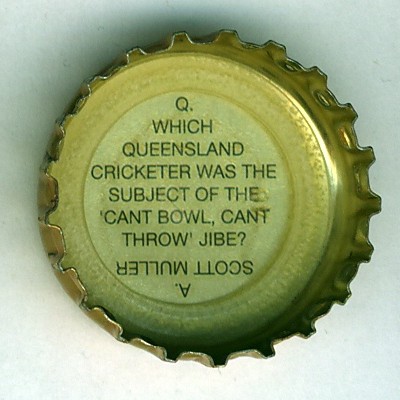 Q.
WHICH
QUEENSLAND
CRICKETER WAS THE
SUBJECT OF THE
'CANT BOWL, CANT
THROW' JIBE?
A.
SCOTT MULLER